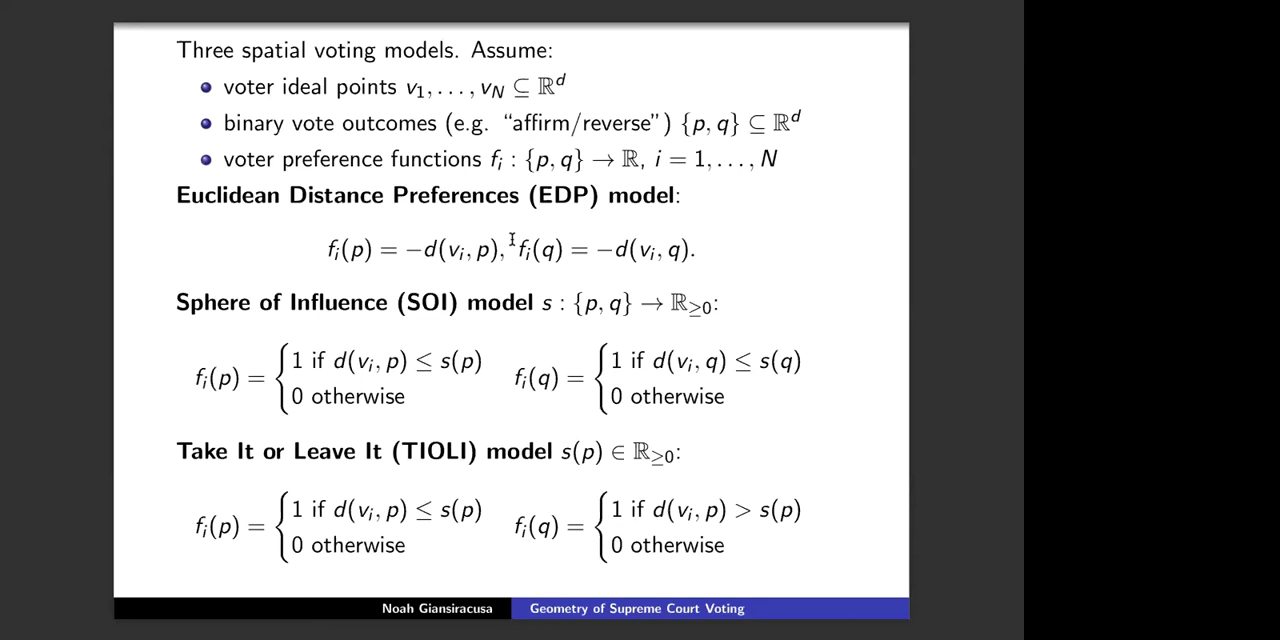 Three spatial voting models. Assume:
voter ideal points v₁, . . . , v_N ⊆ ℝᵈ
binary vote outcomes (e.g. “affirm/reverse”) {p, q} ⊆ ℝᵈ
voter preference functions fᵢ : {p, q} → ℝ, i = 1, . . . , N
Euclidean Distance Preferences (EDP) model:
fᵢ(p) = −d(vᵢ, p), fᵢ(q) = −d(vᵢ, q).
Sphere of Influence (SOI) model s : {p, q} → ℝ≥0:
fᵢ(p) = { 1 if d(vᵢ, p) ≤ s(p) fᵢ(q) = { 1 if d(vᵢ, q) ≤ s(q)
0 otherwise 0 otherwise
Take It or Leave It (TIOLI) model s(p) ∈ ℝ≥0:
fᵢ(p) = { 1 if d(vᵢ, p) ≤ s(p) fᵢ(q) = { 1 if d(vᵢ, p) > s(p)
0 otherwise 0 otherwise
Noah Giansiracusa Geometry of Supreme Court Voting